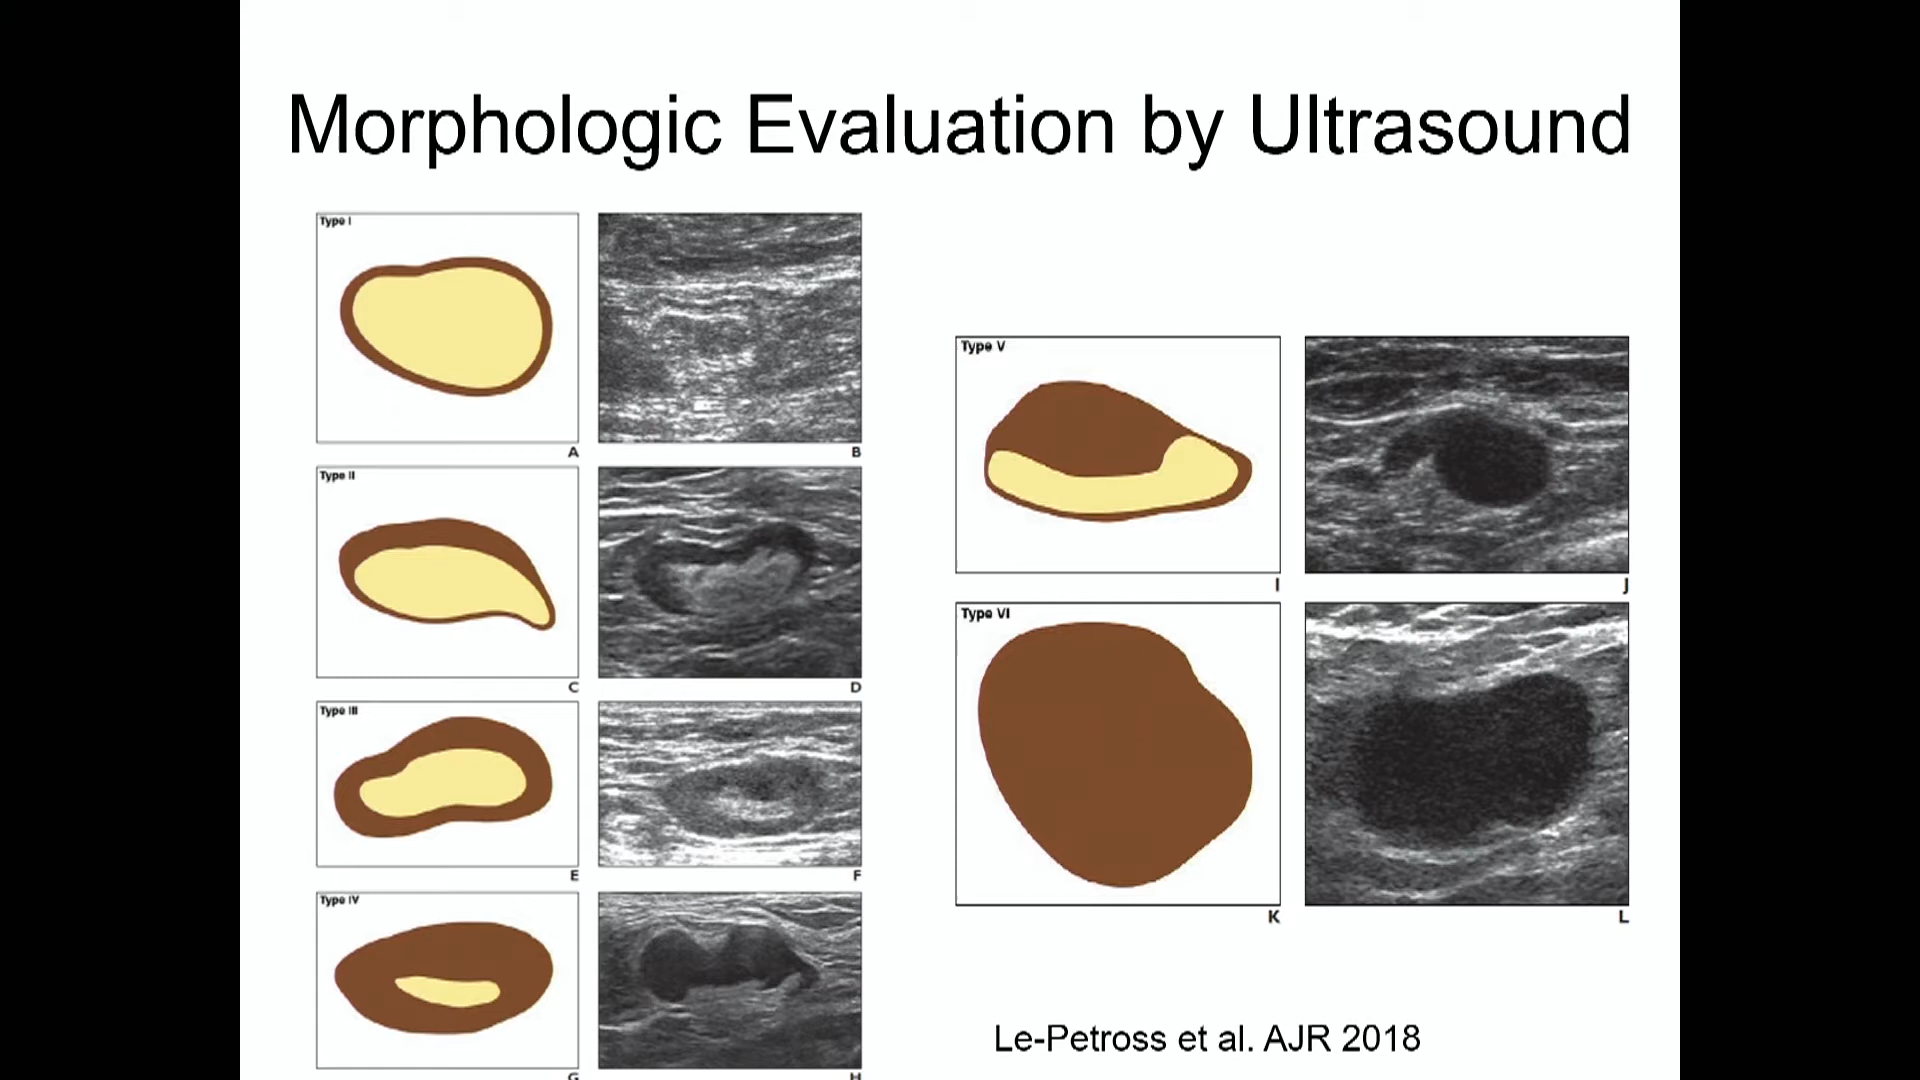 Morphologic Evaluation by Ultrasound
Type I
A
B
Type II
C
D
Type III
E
F
Type IV
G
H
Type V
I
J
Type VI
K
L
Le-Petross et al. AJR 2018